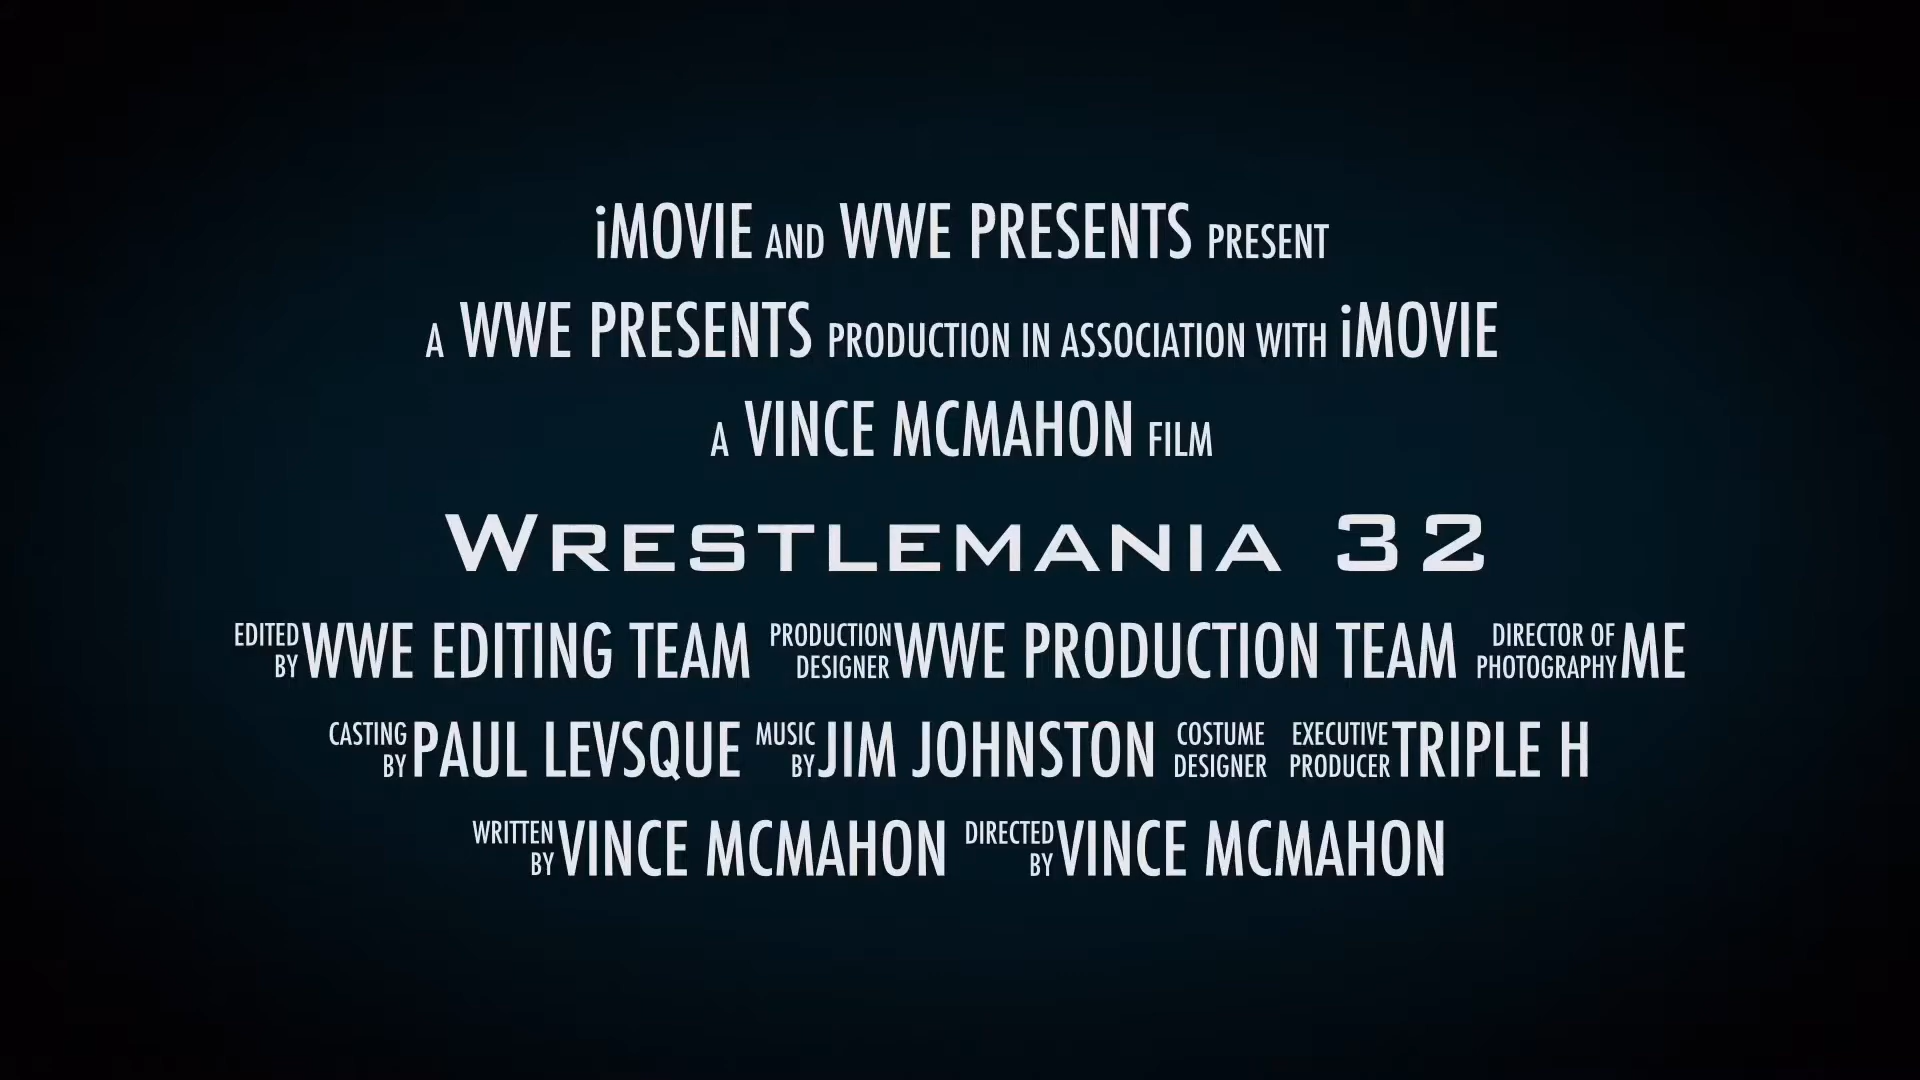 iMOVIE AND WWE PRESENTS PRESENT
A WWE PRESENTS PRODUCTION IN ASSOCIATION WITH iMOVIE
A VINCE MCMAHON FILM
WRESTLEMANIA 32
EDITED BY WWE EDITING TEAM PRODUCTION DESIGNER WWE PRODUCTION TEAM DIRECTOR OF PHOTOGRAPHY ME
CASTING BY PAUL LEVSQUE MUSIC BY JIM JOHNSTON COSTUME DESIGNER EXECUTIVE PRODUCER TRIPLE H
WRITTEN BY VINCE MCMAHON DIRECTED BY VINCE MCMAHON